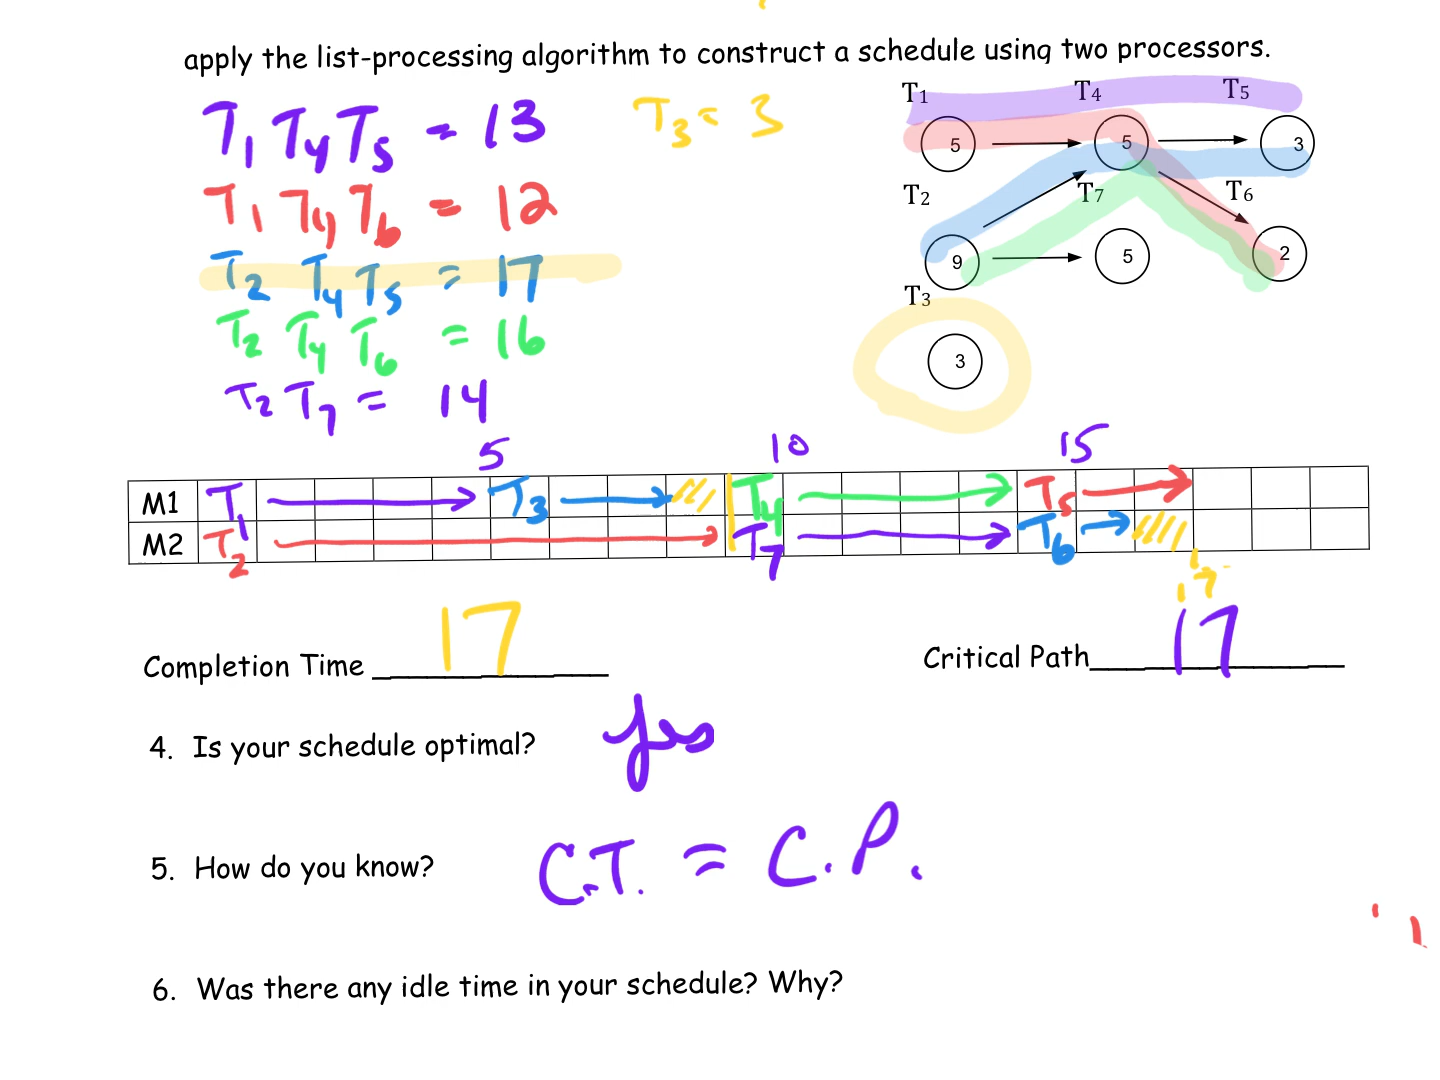 apply the list-processing algorithm to construct a schedule using two processors.
T1 T4 T5 = 13
T3 = 3
T1 T4 T6 = 12
T2 T4 T5 = 17
T2 T4 T6 = 16
T2 T7 = 14
T1 T4 T5
5 5 3
T2 T7 T6
9 5 2
T3
3
5 10 15
M1 T1 T3 T4 T5
M2 T2 T7 T6
17
Completion Time 17 Critical Path 17
4. Is your schedule optimal? yes
5. How do you know? C.T. = C.P.
6. Was there any idle time in your schedule? Why?